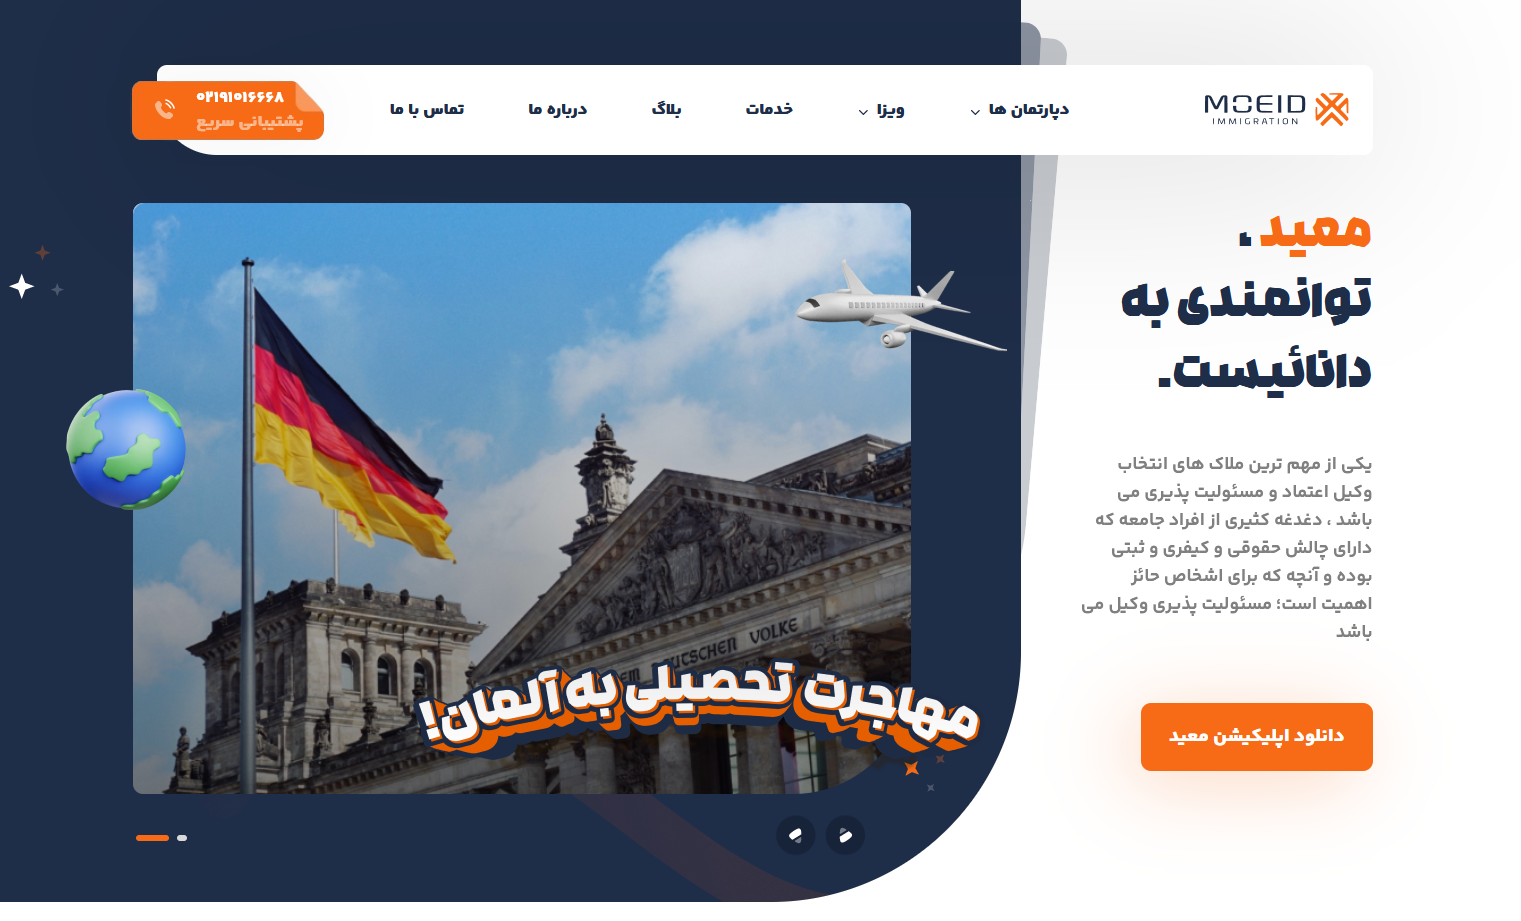 MOEID
IMMIGRATION
دپارتمان ها
ویزا
خدمات
بلاگ
درباره ما
تماس با ما
۰۲۱۹۱۰۱۶۶۶۸
پشتیبانی سریع
معید ،
توانمندی به
دانائیست.
یکی از مهم ترین ملاک های انتخاب
وکیل اعتماد و مسئولیت پذیری می
باشد ، دغدغه کثیری از افراد جامعه که
دارای چالش حقوقی و کیفری و ثبتی
بوده و آنچه که برای اشخاص حائز
اهمیت است؛ مسئولیت پذیری وکیل می
باشد
دانلود اپلیکیشن معید
DEUTSCHEN VOLKE
مهاجرت تحصیلی به آلمان!